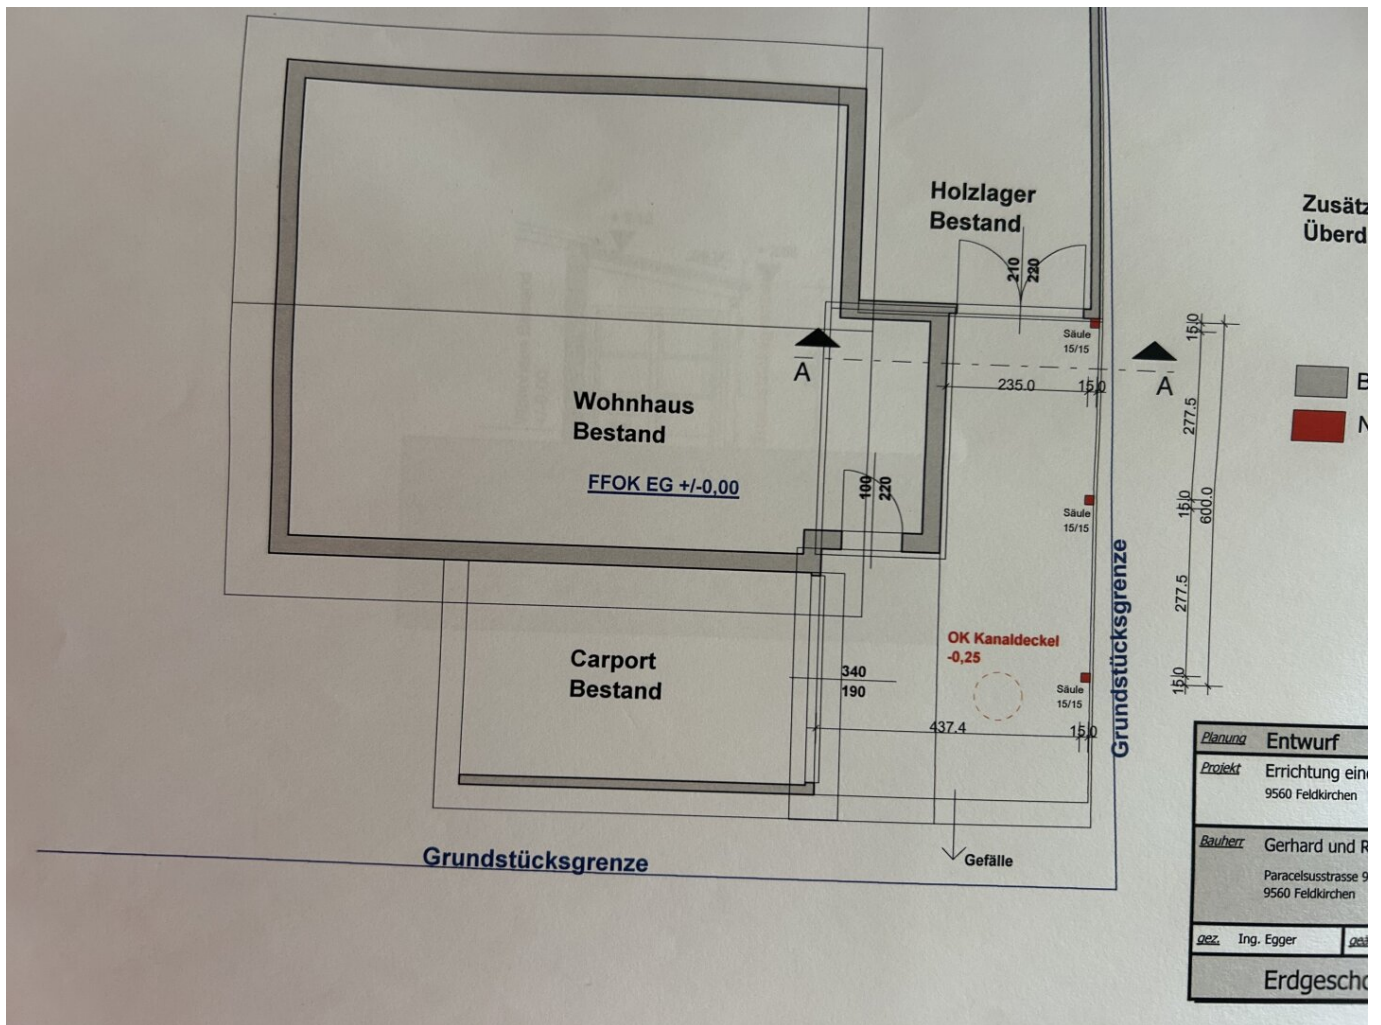 Holzlager
Bestand
210
220
Zusätz
Überd
Säule
15/15
A
A
235.0
15.0
15.0
277.5
15.0
600.0
277.5
15.0
B
N
Wohnhaus
Bestand
FFOK EG +/-0,00
100
220
Säule
15/15
Grundstücksgrenze
OK Kanaldeckel
-0,25
Carport
Bestand
340
190
Säule
15/15
437.4
15.0
Gefälle
Grundstücksgrenze
Planung Entwurf
Projekt Errichtung ein
9560 Feldkirchen
Bauherr Gerhard und R
Paracelsusstrasse 9
9560 Feldkirchen
gez. Ing. Egger
Erdgescho